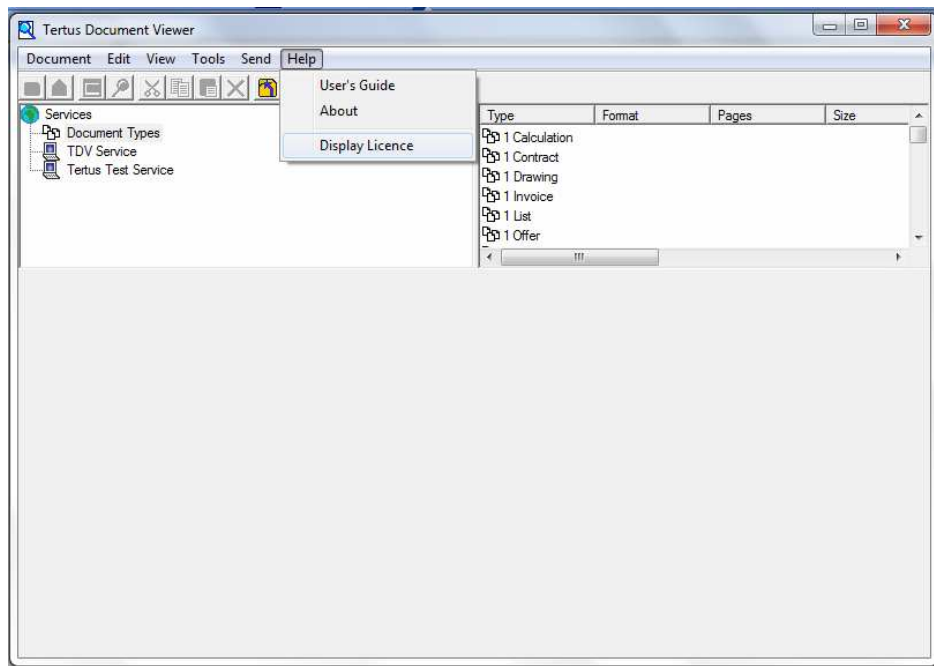 Tertus Document Viewer
Document Edit View Tools Send Help
User's Guide
About
Display Licence
Services
Document Types
TDV Service
Tertus Test Service
Type Format Pages Size
1 Calculation
1 Contract
1 Drawing
1 Invoice
1 List
1 Offer